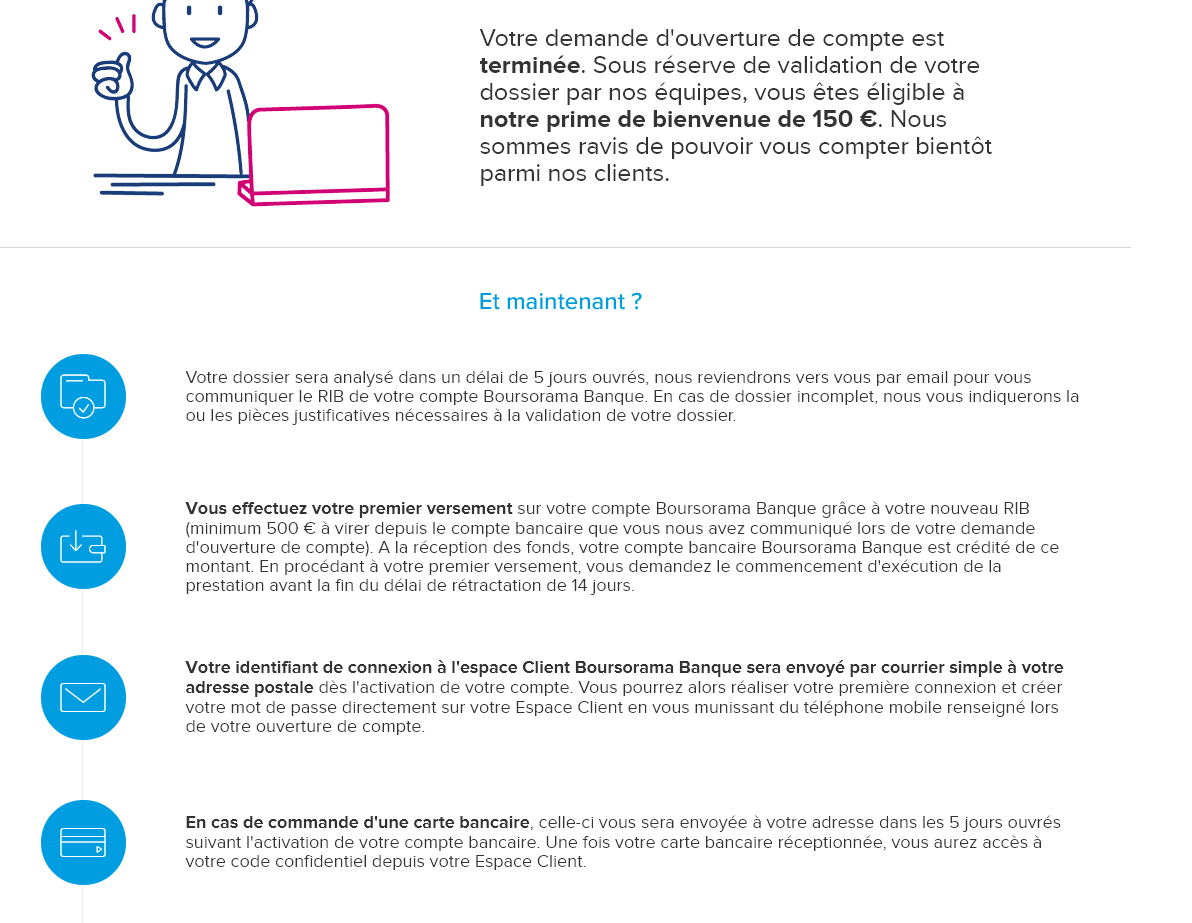 Votre demande d'ouverture de compte est
terminée. Sous réserve de validation de votre
dossier par nos équipes, vous êtes éligible à
notre prime de bienvenue de 150 €. Nous
sommes ravis de pouvoir vous compter bientôt
parmi nos clients.
Et maintenant ?
Votre dossier sera analysé dans un délai de 5 jours ouvrés, nous reviendrons vers vous par email pour vous
communiquer le RIB de votre compte Boursorama Banque. En cas de dossier incomplet, nous vous indiquerons la
ou les pièces justificatives nécessaires à la validation de votre dossier.
Vous effectuez votre premier versement sur votre compte Boursorama Banque grâce à votre nouveau RIB
(minimum 500 € à virer depuis le compte bancaire que vous nous avez communiqué lors de votre demande
d'ouverture de compte). A la réception des fonds, votre compte bancaire Boursorama Banque est crédité de ce
montant. En procédant à votre premier versement, vous demandez le commencement d'exécution de la
prestation avant la fin du délai de rétractation de 14 jours.
Votre identifiant de connexion à l'espace Client Boursorama Banque sera envoyé par courrier simple à votre
adresse postale dès l'activation de votre compte. Vous pourrez alors réaliser votre première connexion et créer
votre mot de passe directement sur votre Espace Client en vous munissant du téléphone mobile renseigné lors
de votre ouverture de compte.
En cas de commande d'une carte bancaire, celle-ci vous sera envoyée à votre adresse dans les 5 jours ouvrés
suivant l'activation de votre compte bancaire. Une fois votre carte bancaire réceptionnée, vous aurez accès à
votre code confidentiel depuis votre Espace Client.